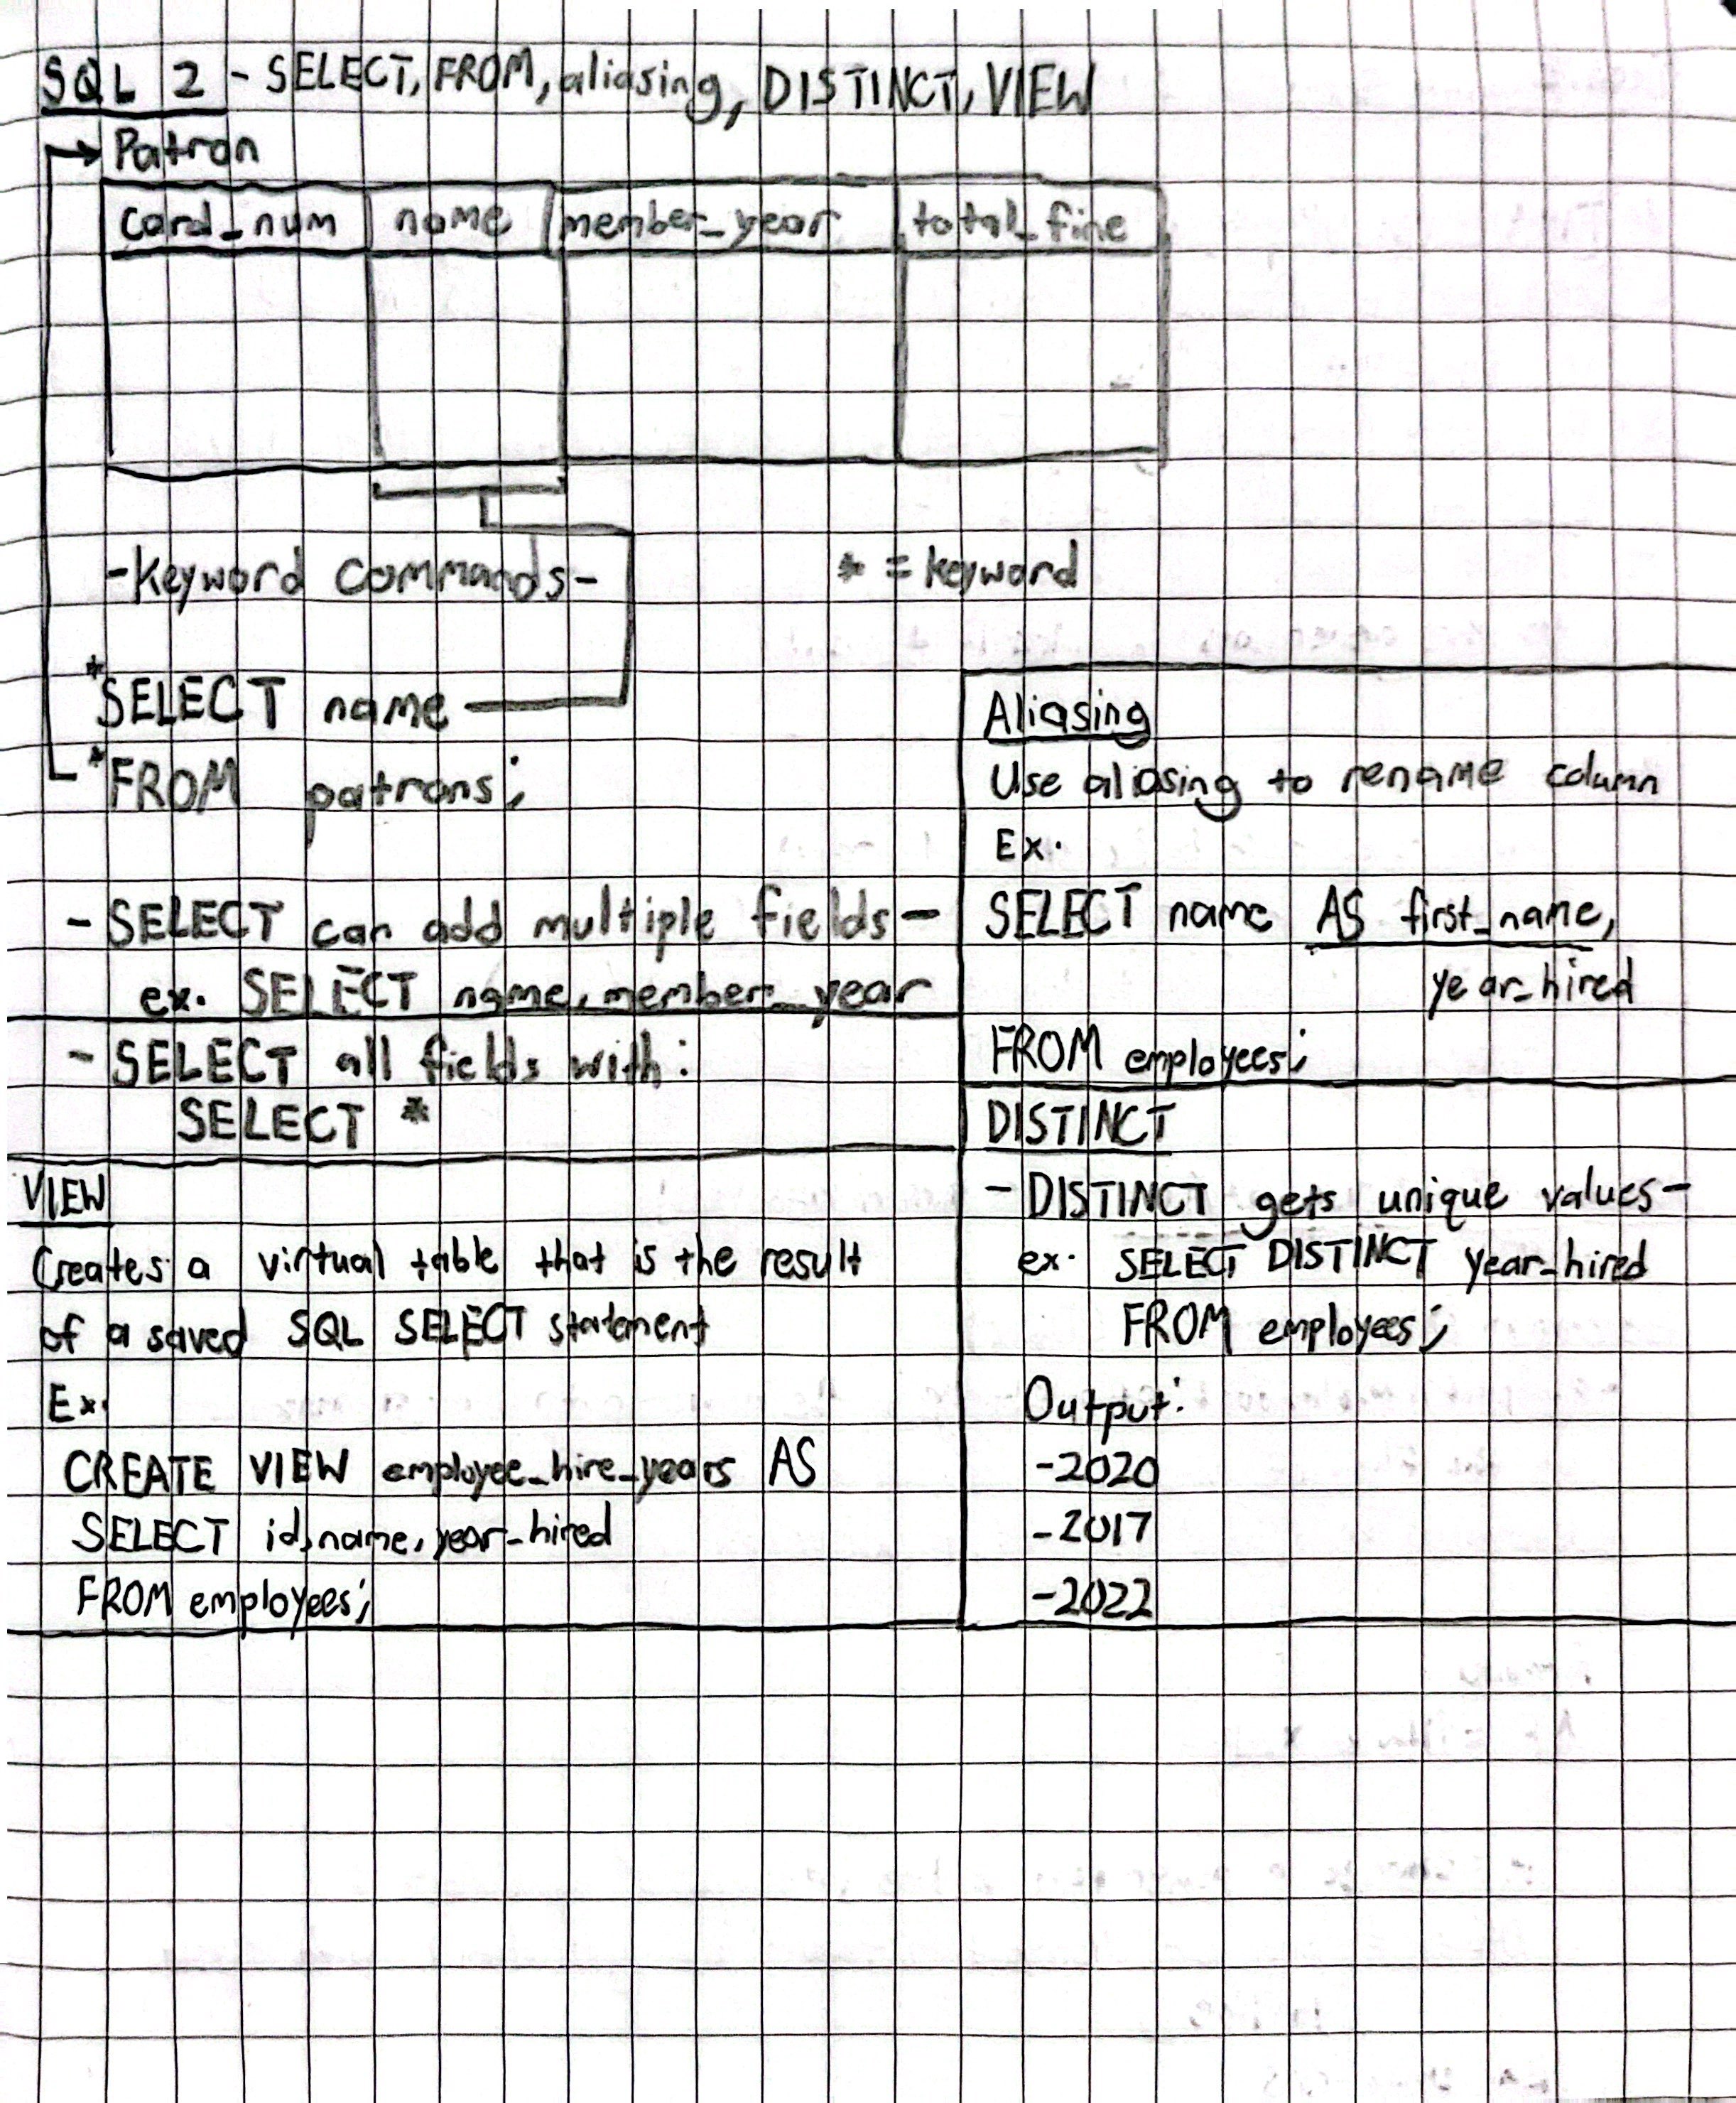 SQL 2 - SELECT, FROM, aliasing, DISTINCT, VIEW
Patron
card_num name member_year total_fine
-Keyword commands-
* = keyword
*SELECT name
*FROM patrons;
- SELECT can add multiple fields -
ex. SELECT name, member_year
- SELECT all fields with:
SELECT *
Aliasing
Use aliasing to rename column
Ex.
SELECT name AS first_name,
year_hired
FROM employees;
DISTINCT
- DISTINCT gets unique values -
ex. SELECT DISTINCT year_hired
FROM employees;
Output:
-2020
-2017
-2022
VIEW
Creates a virtual table that is the result
of a saved SQL SELECT statement
Ex.
CREATE VIEW employee_hire_years AS
SELECT id, name, year_hired
FROM employees;